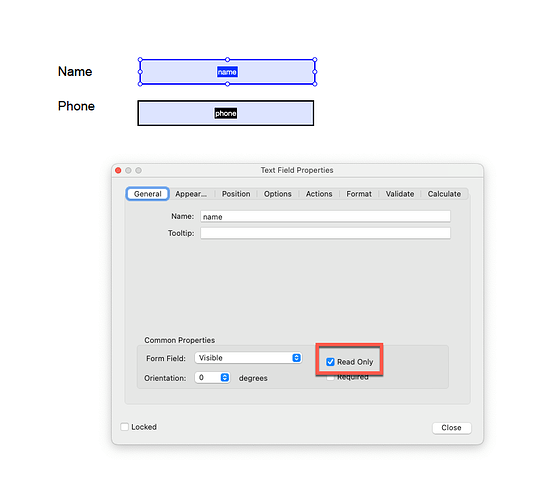 Name name
Phone phone
Text Field Properties
General Appear... Position Options Actions Format Validate Calculate
Name: name
Tooltip:
Common Properties
Form Field: Visible Read Only
Orientation: 0 degrees Required
Locked Close